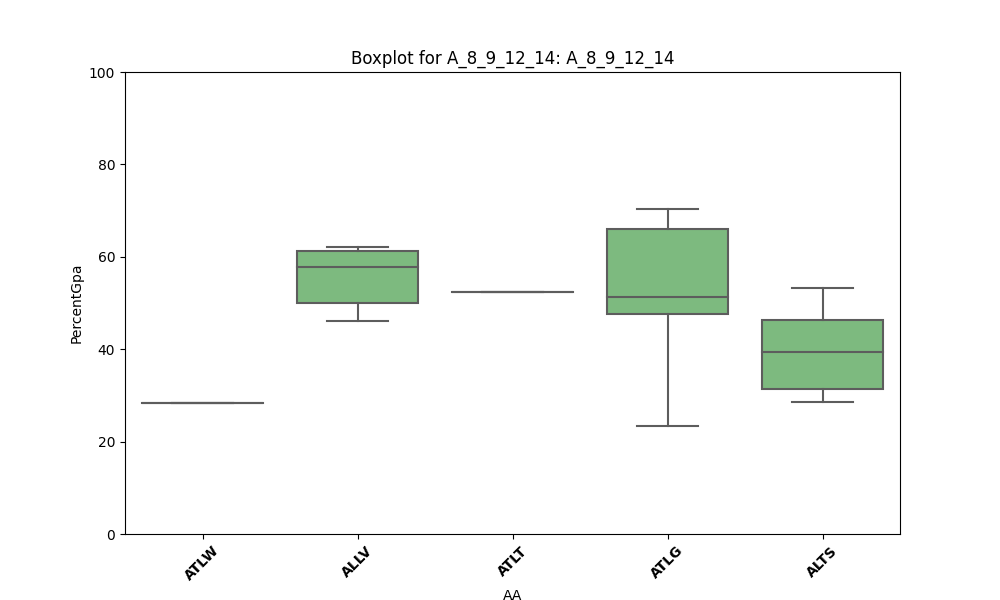 Boxplot for A_8_9_12_14: A_8_9_12_14
100
80
60
40
20
0
PercentGpa
ATLW
ALLV
ATLT
ATLG
ALTS
AA